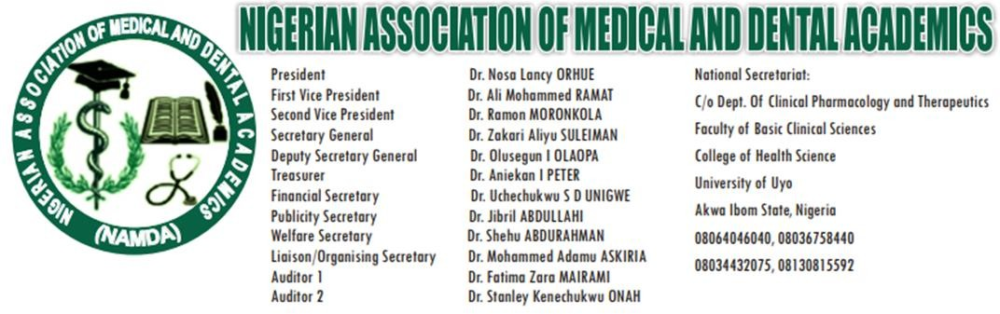 NIGERIAN ASSOCIATION OF MEDICAL AND DENTAL ACADEMICS
(NAMDA)
NIGERIAN ASSOCIATION OF MEDICAL AND DENTAL ACADEMICS
President Dr. Nosa Lancy ORHUE
First Vice President Dr. Ali Mohammed RAMAT
Second Vice President Dr. Ramon MORONKOLA
Secretary General Dr. Zakari Aliyu SULEIMAN
Deputy Secretary General Dr. Olusegun I OLAOPA
Treasurer Dr. Aniekan I PETER
Financial Secretary Dr. Uchechukwu S D UNIGWE
Publicity Secretary Dr. Jibril ABDULLAHI
Welfare Secretary Dr. Shehu ABDURAHMAN
Liaison/Organising Secretary Dr. Mohammed Adamu ASKIRIA
Auditor 1 Dr. Fatima Zara MAIRAMI
Auditor 2 Dr. Stanley Kenechukwu ONAH
National Secretariat:
C/o Dept. Of Clinical Pharmacology and Therapeutics
Faculty of Basic Clinical Sciences
College of Health Science
University of Uyo
Akwa Ibom State, Nigeria
08064046040, 08036758440
08034432075, 08130815592